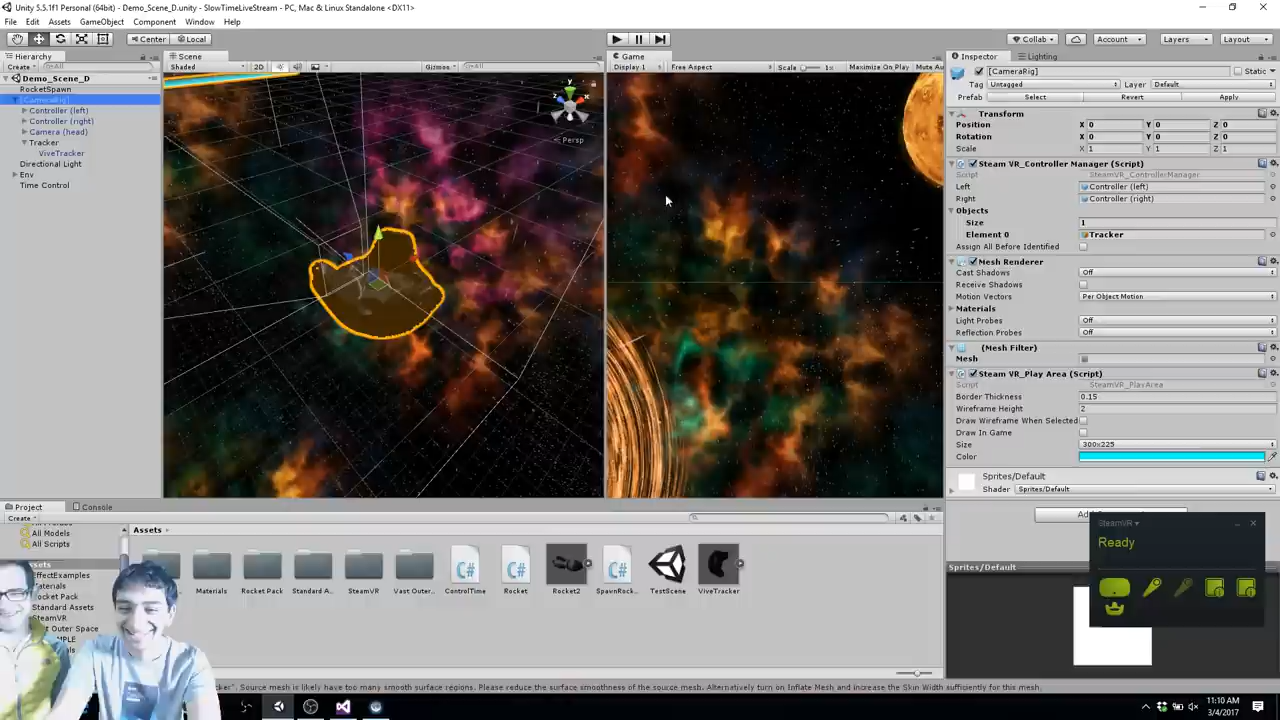 Unity 5.5.1f1 Personal (64bit) - Demo_Scene_D.unity - SlowTimeLiveStream - PC, Mac & Linux Standalone <DX11>
File Edit Assets GameObject Component Window Help
Center Local Collab Account Layers Layout
Hierarchy
Create All
Demo_Scene_D
RocketSpawn
[CameraRig]
Controller (left)
Controller (right)
Camera (head)
Tracker
ViveTracker
Directional Light
Env
Time Control
Scene
Shaded 2D Gizmos All
Persp
Game
Display 1 Free Aspect Scale 1x Maximize On Play Mute Au
Inspector Lighting
[CameraRig] Static
Tag Untagged Layer Default
Prefab Select Revert Apply
Transform
Position X 0 Y 0 Z 0
Rotation X 0 Y 0 Z 0
Scale X 1 Y 1 Z 1
Steam VR_Controller Manager (Script)
Script SteamVR_ControllerManager
Left Controller (left)
Right Controller (right)
Objects
Size 1
Element 0 Tracker
Assign All Before Identified
Mesh Renderer
Cast Shadows Off
Receive Shadows
Motion Vectors Per Object Motion
Materials
Light Probes Off
Reflection Probes Off
(Mesh Filter)
Mesh
Steam VR_Play Area (Script)
Script SteamVR_PlayArea
Border Thickness 0.15
Wireframe Height 2
Draw Wireframe When Selected
Draw In Game
Size 300x225
Color
Sprites/Default
Shader Sprites/Default
SteamVR
Ready
Sprites/Default
Project Console
Create
All Models
All Scripts
EffectExamples
Standard Assets
SteamVR
Assets
Materials Rocket Pack Standard A... SteamVR Vast Outer... ControlTime Rocket Rocket2 SpawnRock... TestScene ViveTracker
Source mesh is likely have too many smooth surface regions. Please reduce the surface smoothness of the source mesh. Alternatively turn on Inflate Mesh and increase the Skin Width sufficiently for this mesh.
11:10 AM
3/4/2017